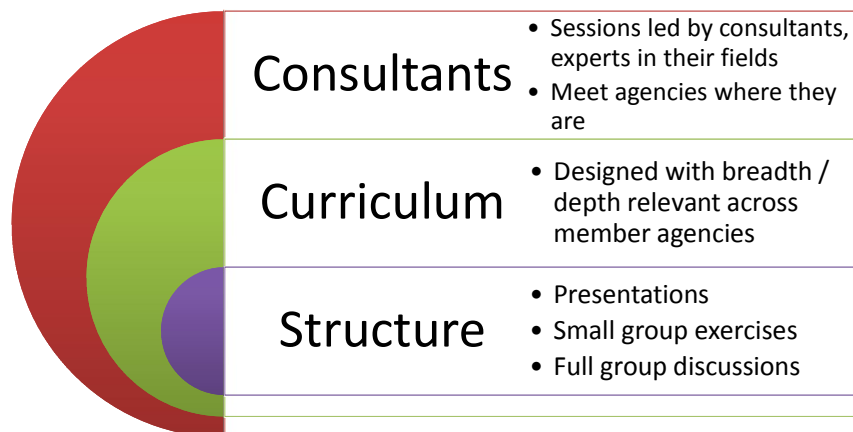 Consultants
• Sessions led by consultants,
experts in their fields
• Meet agencies where they
are
Curriculum
• Designed with breadth /
depth relevant across
member agencies
Structure
• Presentations
• Small group exercises
• Full group discussions